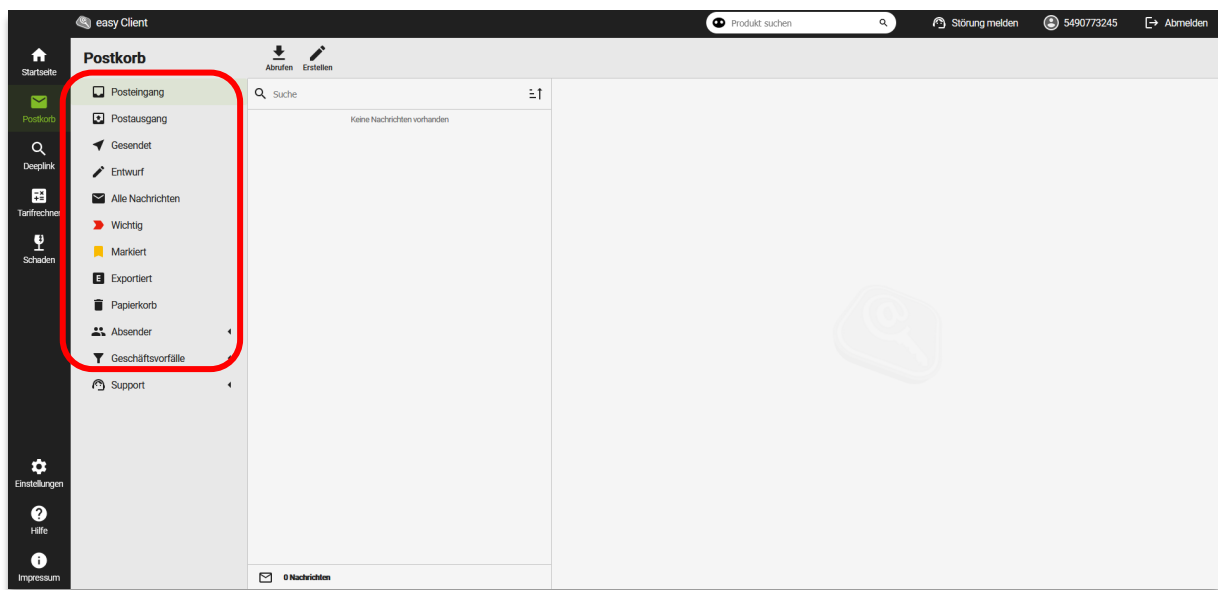 easy Client
Produkt suchen
Störung melden
5490773245
Abmelden
Startseite
Postkorb
Deeplink
Tarifrechner
Schaden
Einstellungen
Hilfe
Impressum
Postkorb
Posteingang
Postausgang
Gesendet
Entwurf
Alle Nachrichten
Wichtig
Markiert
E Exportiert
Papierkorb
Absender
Geschäftsvorfälle
Support
Abrufen Erstellen
Suche
Keine Nachrichten vorhanden
0 Nachrichten